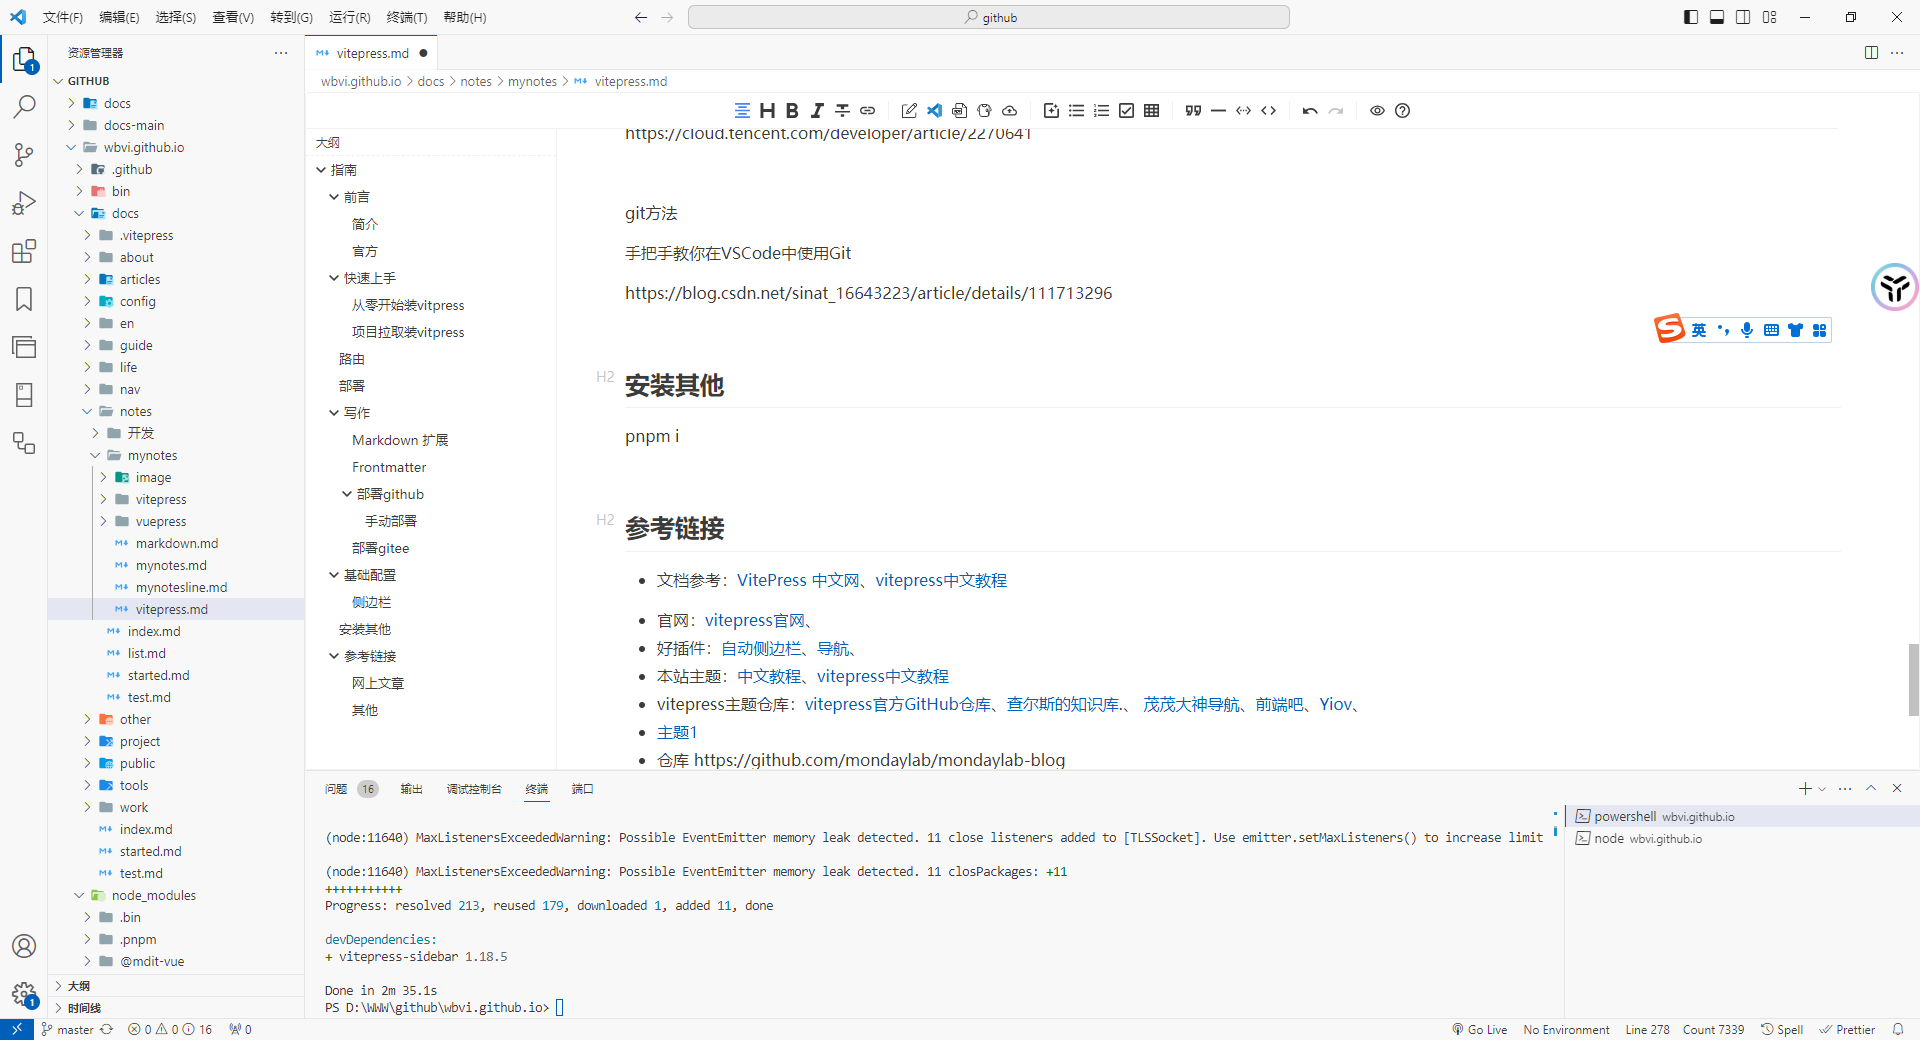 文件(F) 编辑(E) 选择(S) 查看(V) 转到(G) 运行(R) 终端(T) 帮助(H)
github
资源管理器
1
GITHUB
docs
docs-main
wbvi.github.io
.github
bin
docs
.vitepress
about
articles
config
en
guide
life
nav
notes
开发
mynotes
image
vitepress
vuepress
markdown.md
mynotes.md
mynotesline.md
vitepress.md
index.md
list.md
started.md
test.md
other
project
public
tools
work
index.md
started.md
test.md
node_modules
.bin
.pnpm
@mdit-vue
大纲
时间线
1
vitepress.md
wbvi.github.io > docs > notes > mynotes > vitepress.md
大纲
指南
前言
简介
官方
快速上手
从零开始装vitpress
项目拉取装vitpress
路由
部署
写作
Markdown 扩展
Frontmatter
部署github
手动部署
部署gitee
基础配置
侧边栏
安装其他
参考链接
网上文章
其他
https://cloud.tencent.com/developer/article/2270641
git方法
手把手教你在VSCode中使用Git
https://blog.csdn.net/sinat_16643223/article/details/111713296
英
H2 安装其他
pnpm i
H2 参考链接
文档参考：VitePress 中文网、vitepress中文教程
官网：vitepress官网、
好插件：自动侧边栏、导航、
本站主题：中文教程、vitepress中文教程
vitepress主题仓库：vitepress官方GitHub仓库、查尔斯的知识库.、 茂茂大神导航、前端吧、Yiov、
主题1
仓库 https://github.com/mondaylab/mondaylab-blog
问题 16 输出 调试控制台 终端 端口
(node:11640) MaxListenersExceededWarning: Possible EventEmitter memory leak detected. 11 close listeners added to [TLSSocket]. Use emitter.setMaxListeners() to increase limit
(node:11640) MaxListenersExceededWarning: Possible EventEmitter memory leak detected. 11 closPackages: +11
+++++++++++
Progress: resolved 213, reused 179, downloaded 1, added 11, done
devDependencies:
+ vitepress-sidebar 1.18.5
Done in 2m 35.1s
PS D:\WWW\github\wbvi.github.io>
powershell wbvi.github.io
node wbvi.github.io
master 0 0 16 0 Go Live No Environment Line 278 Count 7339 Spell Prettier